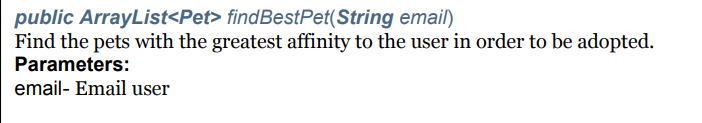 public ArrayList<Pet> findBestPet(String email)
Find the pets with the greatest affinity to the user in order to be adopted.
Parameters:
email- Email user